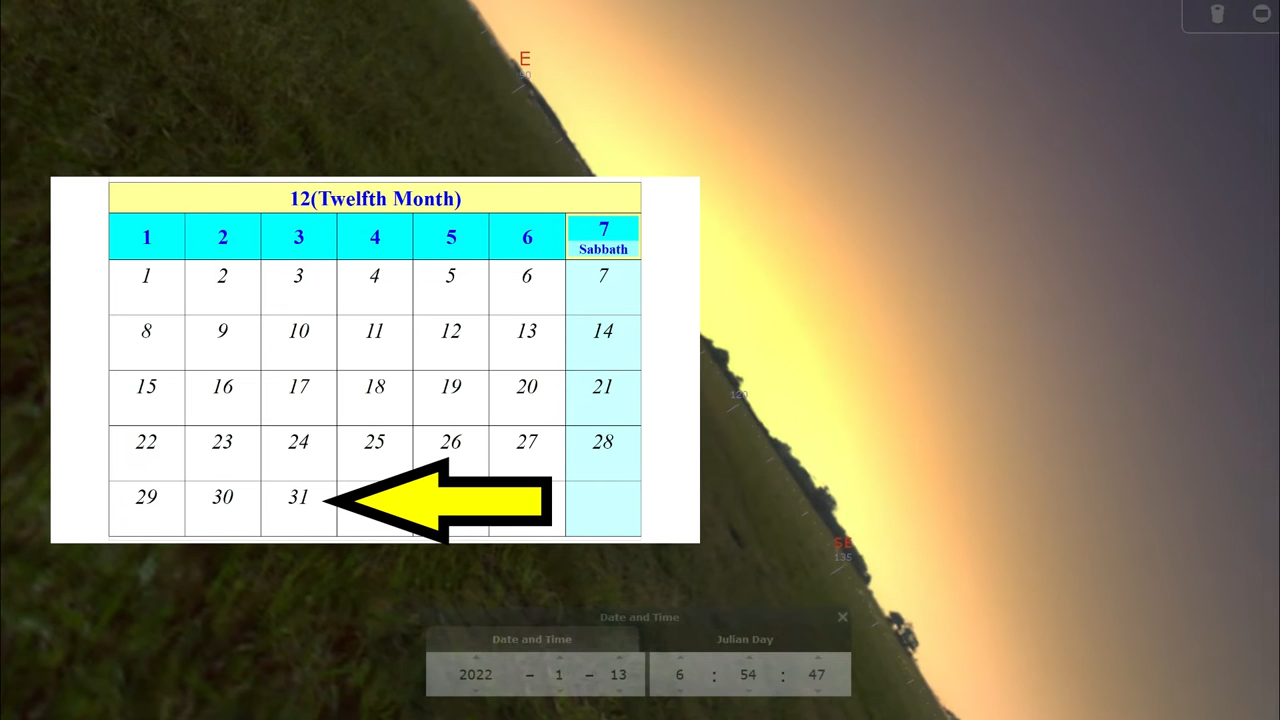 E
90
12(Twelfth Month)
1 2 3 4 5 6 7
Sabbath
1 2 3 4 5 6 7
8 9 10 11 12 13 14
15 16 17 18 19 20 21
120
22 23 24 25 26 27 28
29 30 31
SE
135
Date and Time
Date and Time Julian Day
2022 – 1 – 13 6 : 54 : 47